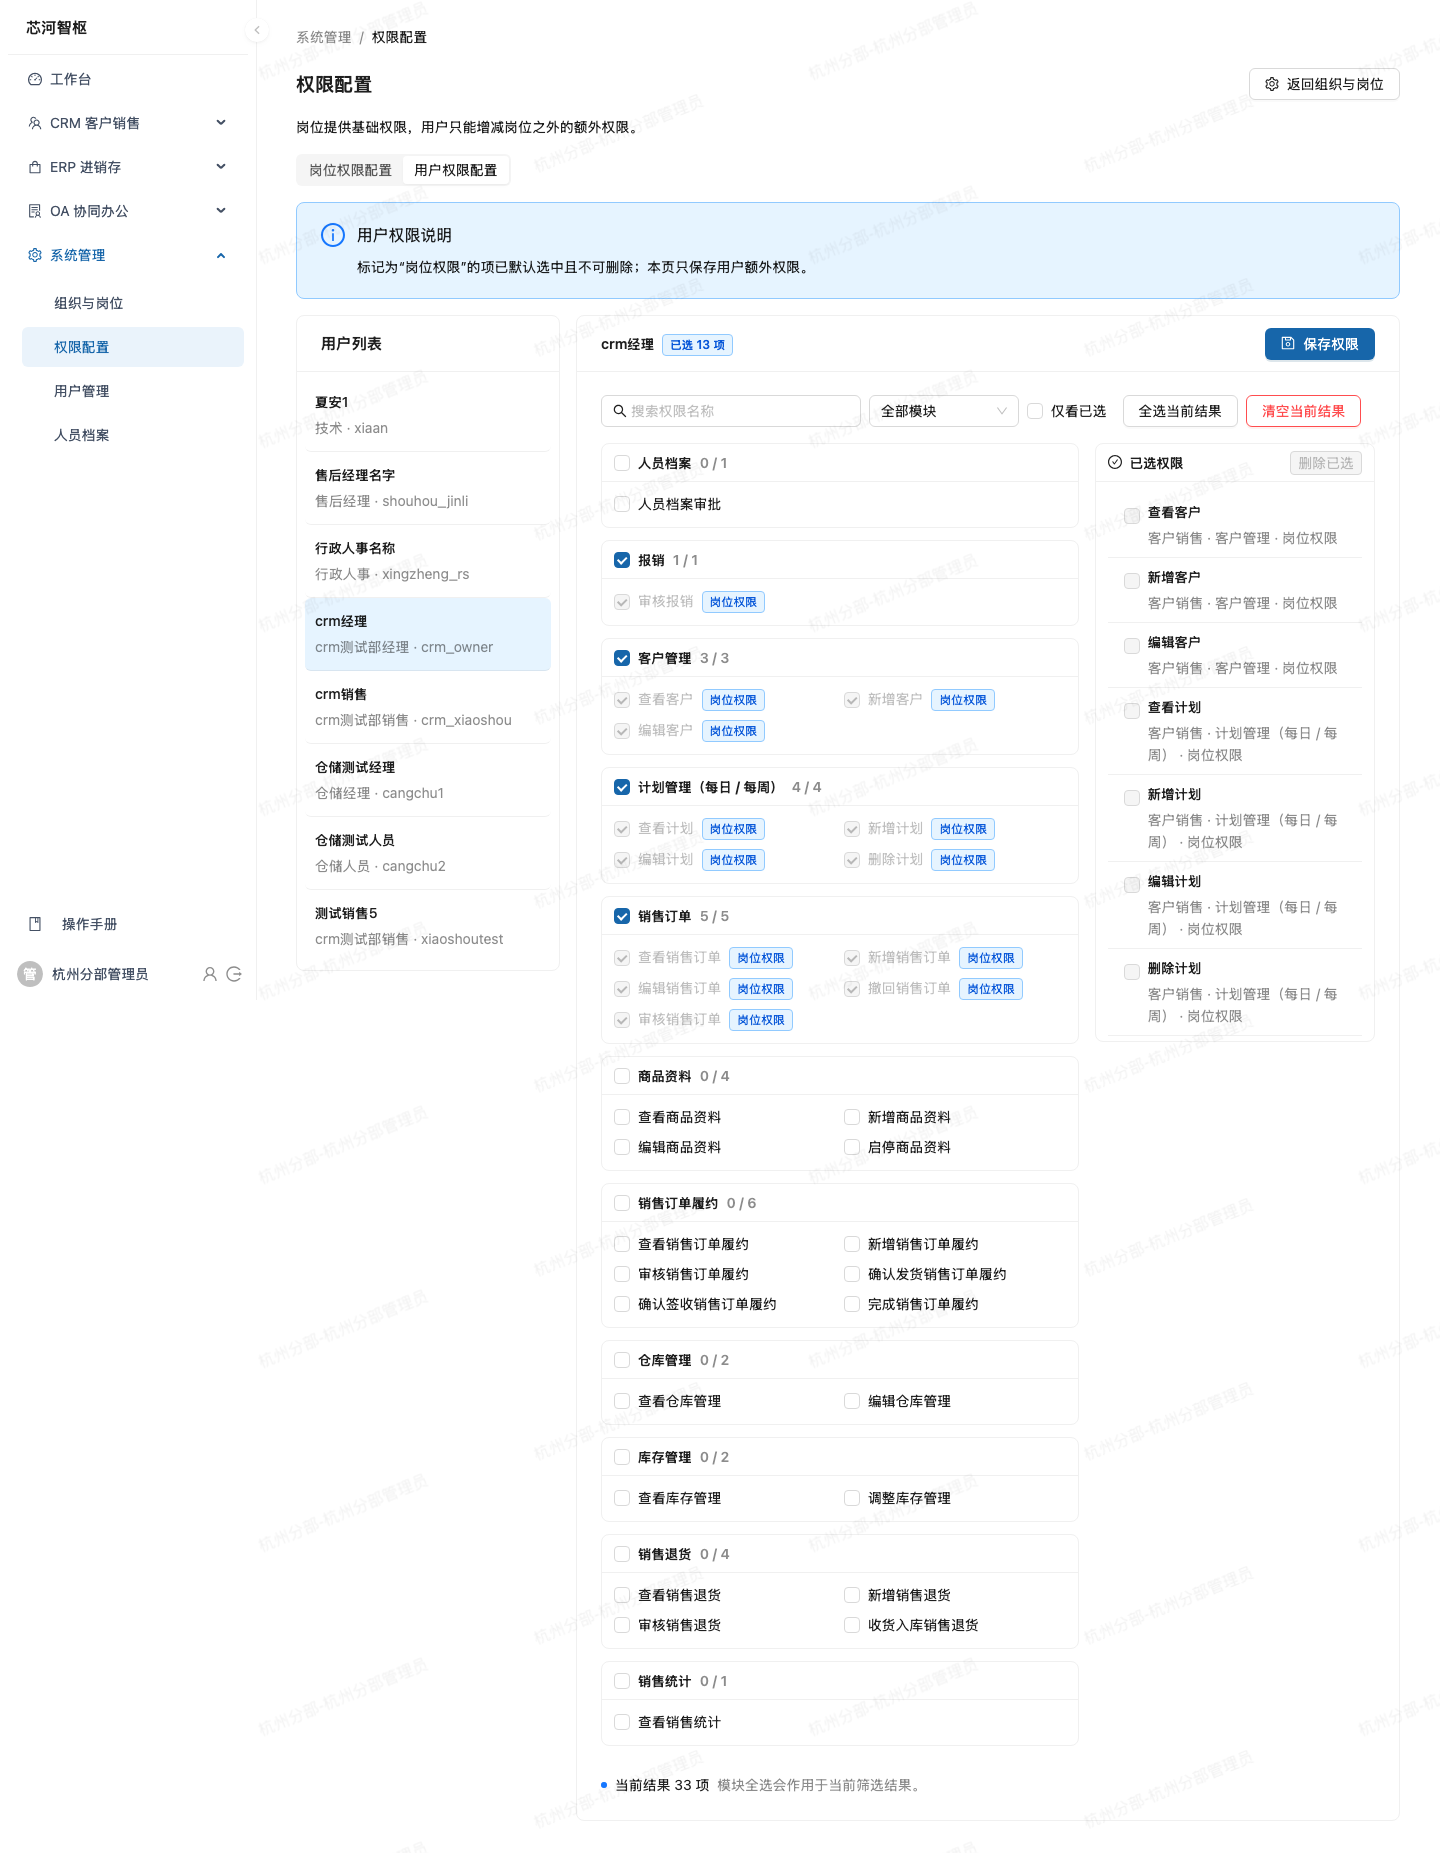 芯河智枢
工作台
CRM 客户销售
ERP 进销存
OA 协同办公
系统管理
组织与岗位
权限配置
用户管理
人员档案
操作手册
管 杭州分部管理员
系统管理 / 权限配置
权限配置
返回组织与岗位
岗位提供基础权限，用户只能增减岗位之外的额外权限。
岗位权限配置 用户权限配置
用户权限说明
标记为“岗位权限”的项已默认选中且不可删除；本页只保存用户额外权限。
用户列表
夏安1
技术 · xiaan
售后经理名字
售后经理 · shouhou_jinli
行政人事名称
行政人事 · xingzheng_rs
crm经理
crm测试部经理 · crm_owner
crm销售
crm测试部销售 · crm_xiaoshou
仓储测试经理
仓储经理 · cangchu1
仓储测试人员
仓储人员 · cangchu2
测试销售5
crm测试部销售 · xiaoshoutest
crm经理 已选 13 项
保存权限
搜索权限名称 全部模块 仅看已选 全选当前结果 清空当前结果
人员档案 0 / 1
人员档案审批
报销 1 / 1
审核报销 岗位权限
客户管理 3 / 3
查看客户 岗位权限 新增客户 岗位权限
编辑客户 岗位权限
计划管理（每日 / 每周） 4 / 4
查看计划 岗位权限 新增计划 岗位权限
编辑计划 岗位权限 删除计划 岗位权限
销售订单 5 / 5
查看销售订单 岗位权限 新增销售订单 岗位权限
编辑销售订单 岗位权限 撤回销售订单 岗位权限
审核销售订单 岗位权限
商品资料 0 / 4
查看商品资料 新增商品资料
编辑商品资料 启停商品资料
销售订单履约 0 / 6
查看销售订单履约 新增销售订单履约
审核销售订单履约 确认发货销售订单履约
确认签收销售订单履约 完成销售订单履约
仓库管理 0 / 2
查看仓库管理 编辑仓库管理
库存管理 0 / 2
查看库存管理 调整库存管理
销售退货 0 / 4
查看销售退货 新增销售退货
审核销售退货 收货入库销售退货
销售统计 0 / 1
查看销售统计
当前结果 33 项 模块全选会作用于当前筛选结果。
已选权限 删除已选
查看客户
客户销售 · 客户管理 · 岗位权限
新增客户
客户销售 · 客户管理 · 岗位权限
编辑客户
客户销售 · 客户管理 · 岗位权限
查看计划
客户销售 · 计划管理（每日 / 每
周） · 岗位权限
新增计划
客户销售 · 计划管理（每日 / 每
周） · 岗位权限
编辑计划
客户销售 · 计划管理（每日 / 每
周） · 岗位权限
删除计划
客户销售 · 计划管理（每日 / 每
周） · 岗位权限
杭州分部-杭州分部管理员